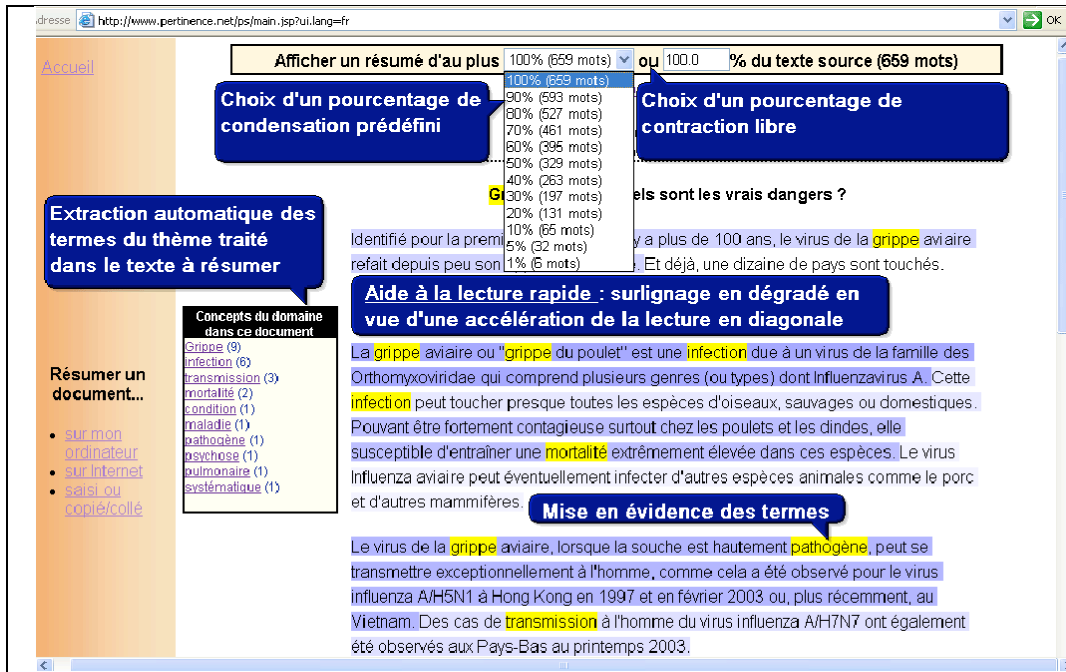 dresse http://www.pertinence.net/ps/main.jsp?ui.lang=fr OK
Accueil
Afficher un résumé d'au plus 100% (659 mots) ou 100.0 % du texte source (659 mots)
100% (659 mots)
90% (593 mots)
80% (527 mots)
70% (461 mots)
60% (395 mots)
50% (329 mots)
40% (263 mots)
30% (197 mots)
20% (131 mots)
10% (65 mots)
5% (32 mots)
1% (6 mots)
Choix d'un pourcentage de
condensation prédéfini
Choix d'un pourcentage de
contraction libre
Gr els sont les vrais dangers ?
Extraction automatique des
termes du thème traité
dans le texte à résumer
Identifié pour la premi y a plus de 100 ans, le virus de la grippe aviaire
refait depuis peu son e. Et déjà, une dizaine de pays sont touchés.
Aide à la lecture rapide : surlignage en dégradé en
vue d'une accélération de la lecture en diagonale
Concepts du domaine
dans ce document
Grippe (9)
infection (6)
transmission (3)
mortalité (2)
condition (1)
maladie (1)
pathogène (1)
psychose (1)
pulmonaire (1)
systématique (1)
Résumer un
document...
sur mon
ordinateur
sur Internet
saisi ou
copié/collé
La grippe aviaire ou "grippe du poulet" est une infection due à un virus de la famille des
Orthomyxoviridae qui comprend plusieurs genres (ou types) dont Influenzavirus A. Cette
infection peut toucher presque toutes les espèces d'oiseaux, sauvages ou domestiques.
Pouvant être fortement contagieuse surtout chez les poulets et les dindes, elle
susceptible d'entraîner une mortalité extrêmement élevée dans ces espèces. Le virus
Influenza aviaire peut éventuellement infecter d'autres espèces animales comme le porc
et d'autres mammifères.
Mise en évidence des termes
Le virus de la grippe aviaire, lorsque la souche est hautement pathogène, peut se
transmettre exceptionnellement à l'homme, comme cela a été observé pour le virus
influenza A/H5N1 à Hong Kong en 1997 et en février 2003 ou, plus récemment, au
Vietnam. Des cas de transmission à l'homme du virus influenza A/H7N7 ont également
été observés aux Pays-Bas au printemps 2003.